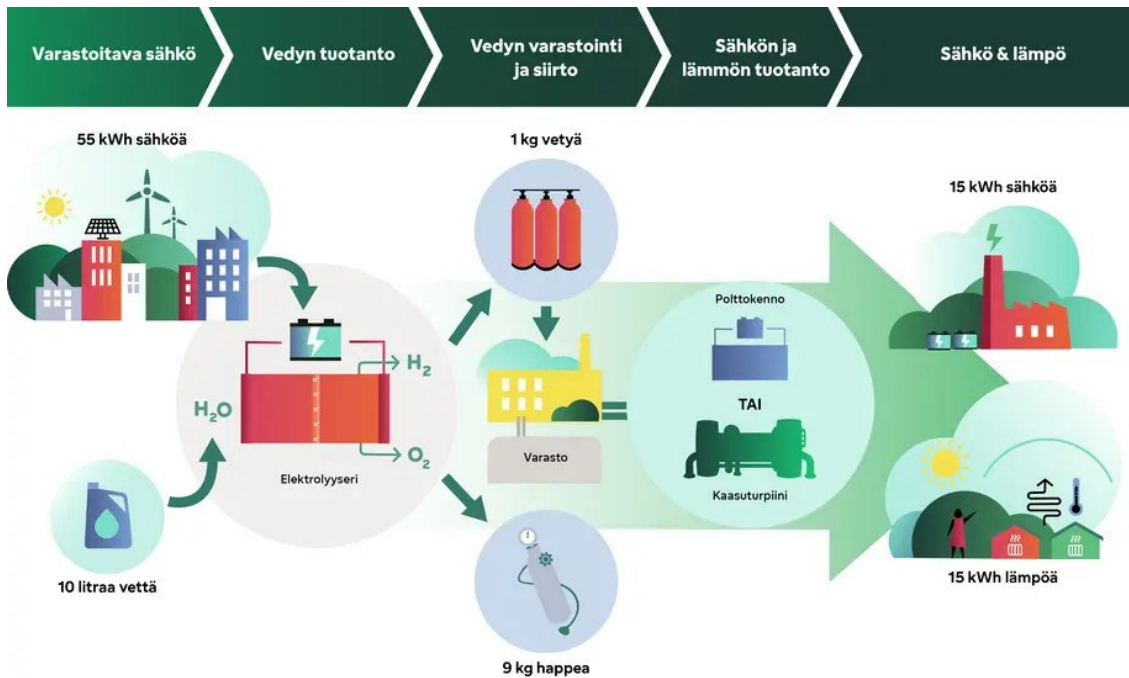 Varastoitava sähkö
Vedyn tuotanto
Vedyn varastointi
ja siirto
Sähkön ja
lämmön tuotanto
Sähkö & lämpö
55 kWh sähköä
1 kg vetyä
15 kWh sähköä
Polttokenno
H₂
H₂O
TAI
O₂
Varasto
Elektrolyyseri
Kaasuturpiini
10 litraa vettä
15 kWh lämpöä
9 kg happea